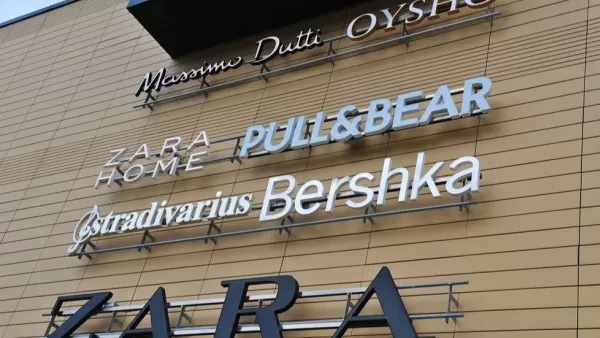 Massimo Dutti OYSHO
ZARA HOME PULL&BEAR
Stradivarius Bershka
ZARA